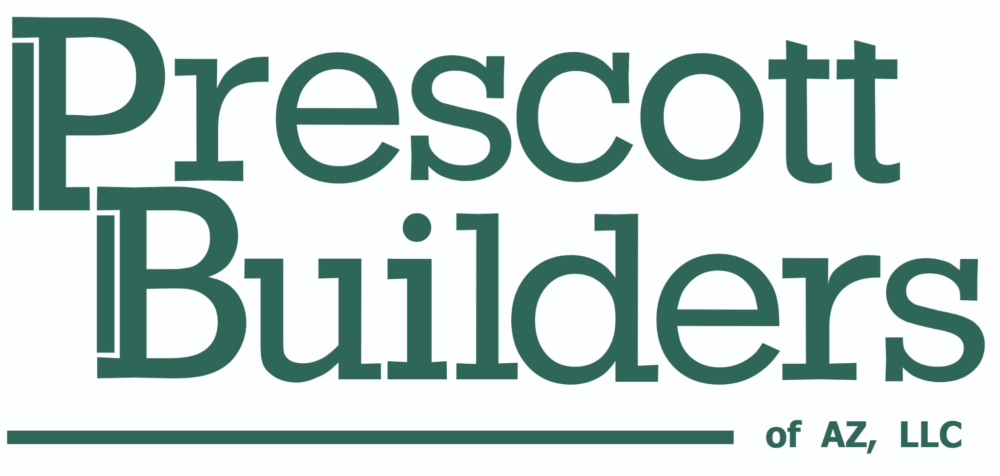 Prescott
Builders
of AZ, LLC